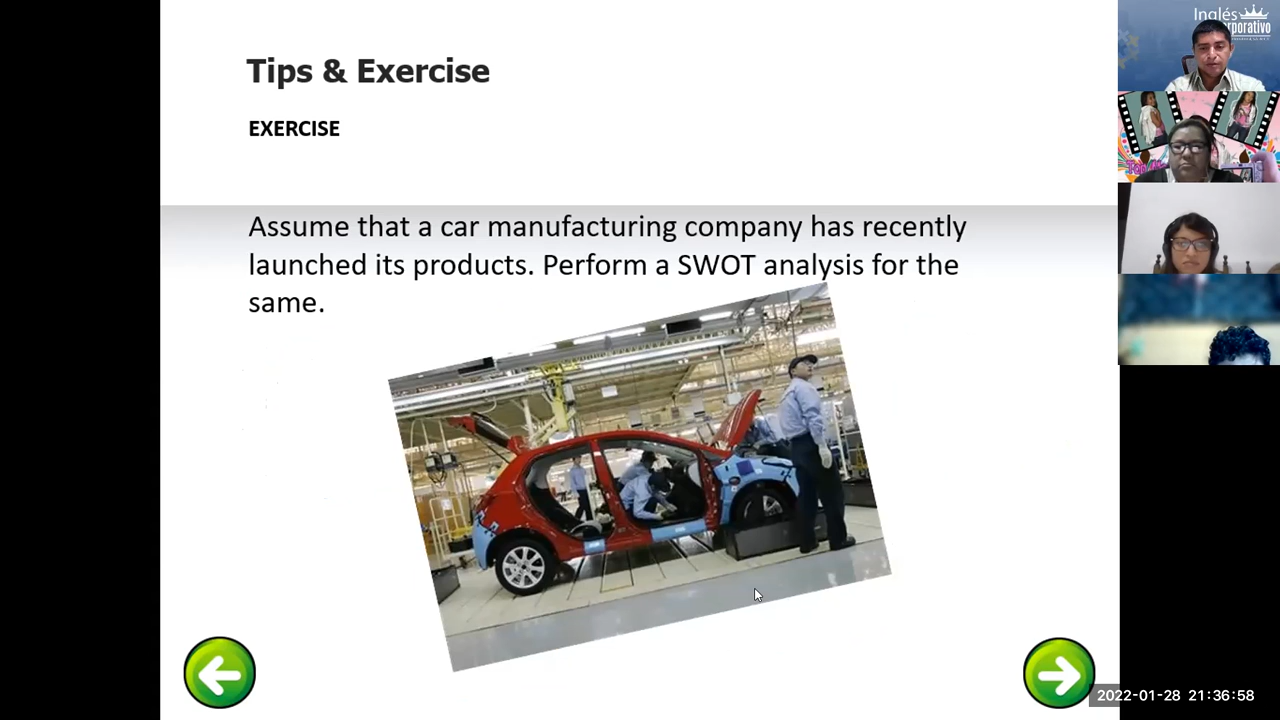 Tips & Exercise
EXERCISE
Assume that a car manufacturing company has recently
launched its products. Perform a SWOT analysis for the
same.
Inglés
2022-01-28 21:36:58